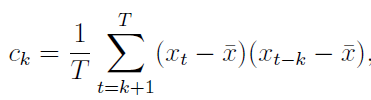 c_k = \frac{1}{T} \sum_{t=k+1}^{T} (x_t - \bar{x})(x_{t-k} - \bar{x}),